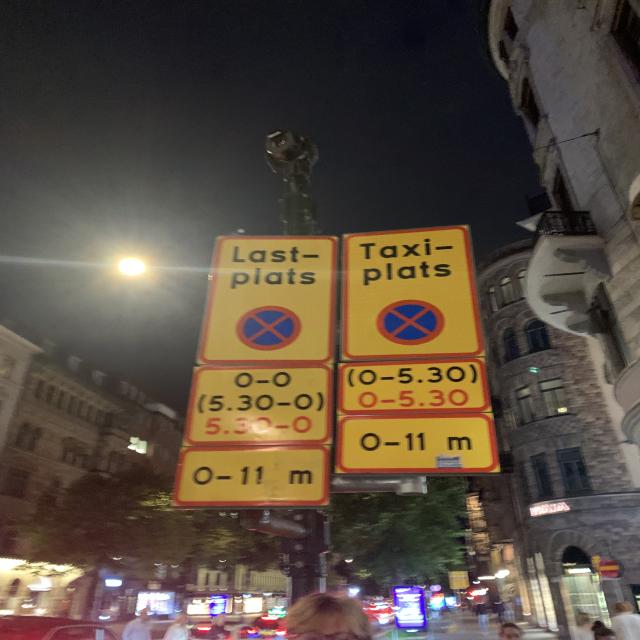 Last-
plats
0-0
(5.30-0)
5.30-0
0-11 m
Taxi-
plats
(0-5.30)
0-5.30
0-11 m